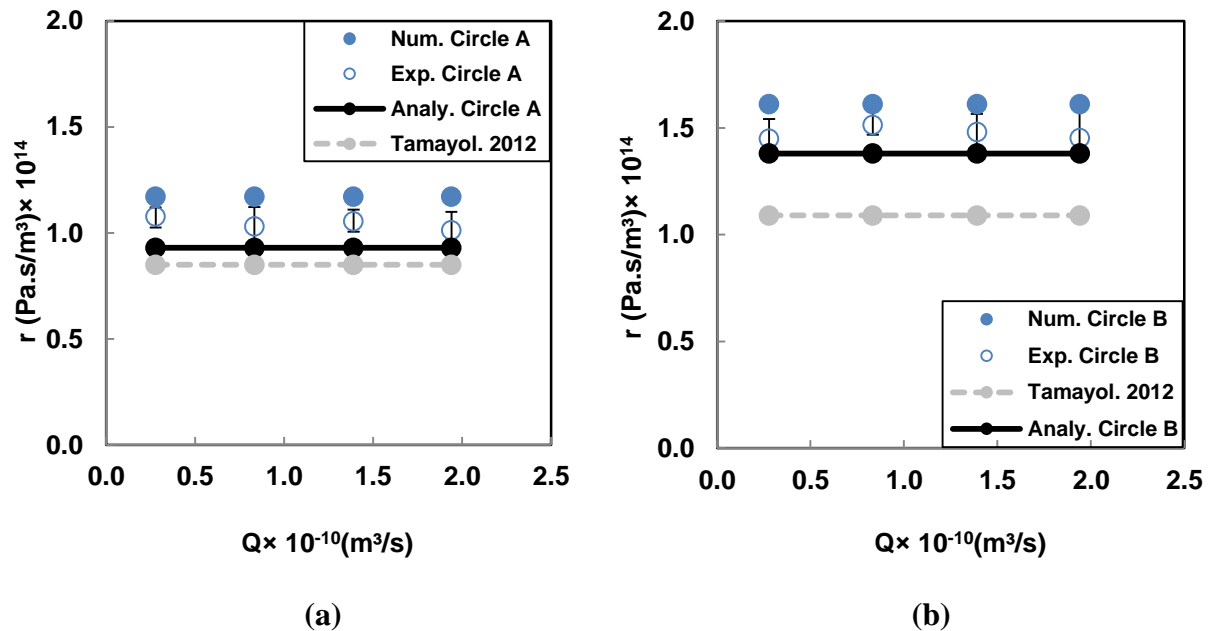 2.0
1.5
1.0
0.5
0.0
r (Pa.s/m³)× 10¹⁴
Num. Circle A
Exp. Circle A
Analy. Circle A
Tamayol. 2012
0.0 0.5 1.0 1.5 2.0 2.5
Q× 10⁻¹⁰(m³/s)
(a)
2.0
1.5
1.0
0.5
0.0
r (Pa.s/m³)× 10¹⁴
Num. Circle B
Exp. Circle B
Tamayol. 2012
Analy. Circle B
0.0 0.5 1.0 1.5 2.0 2.5
Q× 10⁻¹⁰(m³/s)
(b)